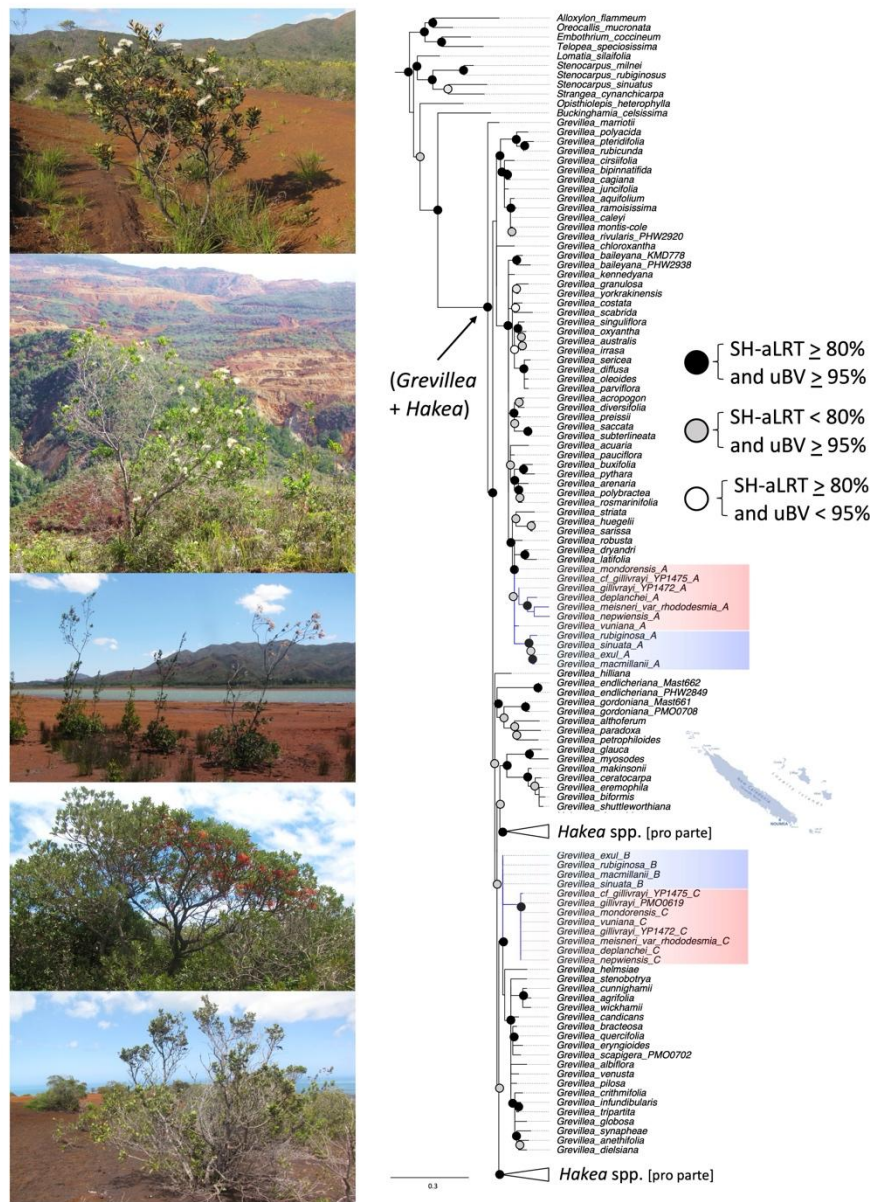 Alloxylon_flammeum
Oreocallis_mucronata
Embothrium_coccineum
Telopea_speciosissima
Lomatia_silaifolia
Stenocarpus_milnei
Stenocarpus_rubiginosus
Stenocarpus_sinuatus
Strangea_cynanchicarpa
Opisthiolepis_heterophylla
Buckinghamia_celsissima
Grevillea_marriotii
Grevillea_polyacida
Grevillea_pteridifolia
Grevillea_rubicunda
Grevillea_cirsiifolia
Grevillea_bipinnatifida
Grevillea_cagiana
Grevillea_juncifolia
Grevillea_aquifolium
Grevillea_ramoisissima
Grevillea_caleyi
Grevillea montis-cole
Grevillea_rivularis_PHW2920
Grevillea_chloroxantha
Grevillea_baileyana_KMD778
Grevillea_baileyana_PHW2938
Grevillea_kennedyana
Grevillea_granulosa
Grevillea_yorkrakinensis
Grevillea_costata
Grevillea_scabrida
Grevillea_singuliflora
Grevillea_oxyantha
Grevillea_australis
Grevillea_irrasa
Grevillea_sericea
Grevillea_diffusa
Grevillea_oleoides
Grevillea_parviflora
Grevillea_acropogon
Grevillea_diversifolia
Grevillea_preissii
Grevillea_saccata
Grevillea_subterlineata
Grevillea_acuaria
Grevillea_pauciflora
Grevillea_buxifolia
Grevillea_pythara
Grevillea_arenaria
Grevillea_polybractea
Grevillea_rosmarinifolia
Grevillea_striata
Grevillea_huegelii
Grevillea_sarissa
Grevillea_robusta
Grevillea_dryandri
Grevillea_latifolia
Grevillea_mondorensis_A
Grevillea_cf_gillivrayi_YP1475_A
Grevillea_gillivrayi_YP1472_A
Grevillea_deplanchei_A
Grevillea_meisneri_var_rhododesmia_A
Grevillea_nepwiensis_A
Grevillea_vuniana_A
Grevillea_rubiginosa_A
Grevillea_sinuata_A
Grevillea_exul_A
Grevillea_macmillanii_A
Grevillea_hilliana
Grevillea_endlicheriana_Mast662
Grevillea_endlicheriana_PHW2849
Grevillea_gordoniana_Mast661
Grevillea_gordoniana_PMO0708
Grevillea_althoferum
Grevillea_paradoxa
Grevillea_petrophiloides
Grevillea_glauca
Grevillea_myosodes
Grevillea_makinsonii
Grevillea_ceratocarpa
Grevillea_eremophila
Grevillea_biformis
Grevillea_shuttleworthiana
Hakea spp. [pro parte]
Grevillea_exul_B
Grevillea_rubiginosa_B
Grevillea_macmillanii_B
Grevillea_sinuata_B
Grevillea_cf_gillivrayi_YP1475_C
Grevillea_gillivrayi_PMO0619
Grevillea_mondorensis_C
Grevillea_vuniana_C
Grevillea_gillivrayi_YP1472_C
Grevillea_meisneri_var_rhododesmia_C
Grevillea_deplanchei_C
Grevillea_nepwiensis_C
Grevillea_helmsiae
Grevillea_stenobotrya
Grevillea_cunnighamii
Grevillea_agrifolia
Grevillea_wickhamii
Grevillea_candicans
Grevillea_bracteosa
Grevillea_quercifolia
Grevillea_eryngioides
Grevillea_scapigera_PMO0702
Grevillea_albiflora
Grevillea_venusta
Grevillea_pilosa
Grevillea_crithmifolia
Grevillea_infundibularis
Grevillea_tripartita
Grevillea_globosa
Grevillea_synapheae
Grevillea_anethifolia
Grevillea_dielsiana
Hakea spp. [pro parte]
(Grevillea
+ Hakea)
SH-aLRT ≥ 80%
and uBV ≥ 95%
SH-aLRT < 80%
and uBV ≥ 95%
SH-aLRT ≥ 80%
and uBV < 95%
0.3